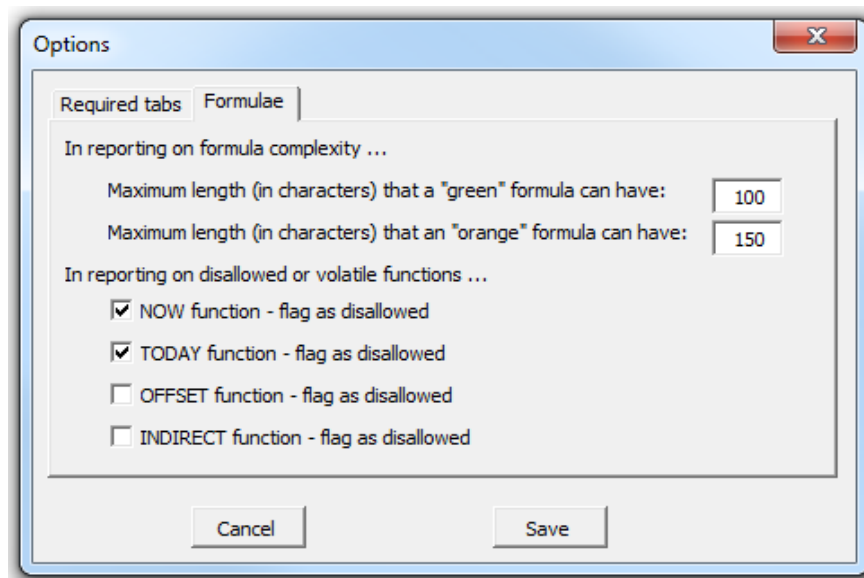 Options
Required tabs Formulae
In reporting on formula complexity ...
Maximum length (in characters) that a "green" formula can have: 100
Maximum length (in characters) that an "orange" formula can have: 150
In reporting on disallowed or volatile functions ...
NOW function - flag as disallowed
TODAY function - flag as disallowed
OFFSET function - flag as disallowed
INDIRECT function - flag as disallowed
Cancel Save